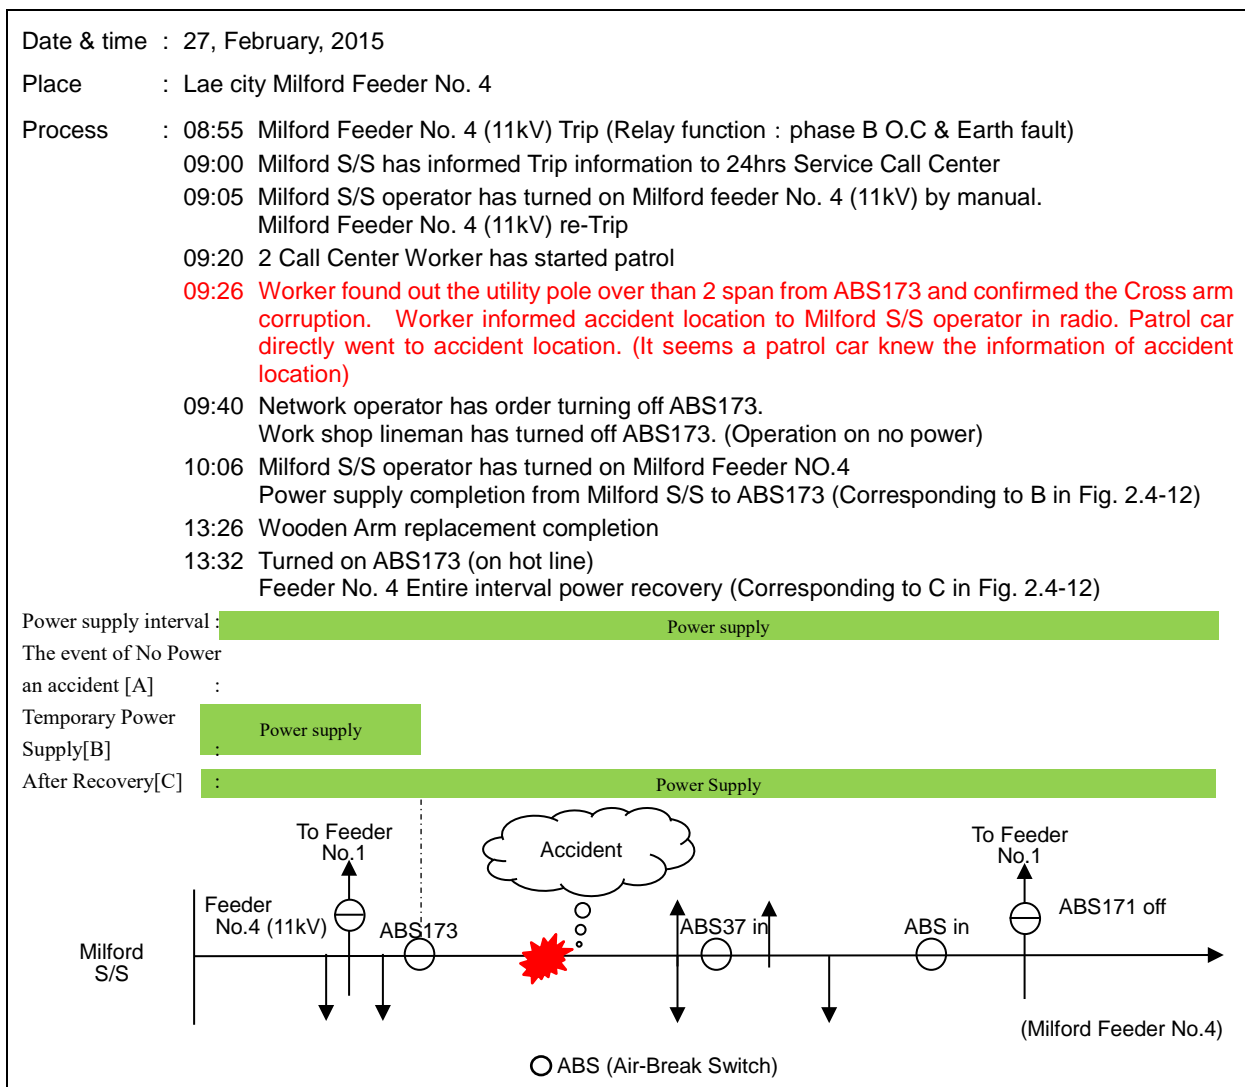 Date & time : 27, February, 2015
Place : Lae city Milford Feeder No. 4
Process : 08:55 Milford Feeder No. 4 (11kV) Trip (Relay function : phase B O.C & Earth fault)
09:00 Milford S/S has informed Trip information to 24hrs Service Call Center
09:05 Milford S/S operator has turned on Milford feeder No. 4 (11kV) by manual.
Milford Feeder No. 4 (11kV) re-Trip
09:20 2 Call Center Worker has started patrol
09:26 Worker found out the utility pole over than 2 span from ABS173 and confirmed the Cross arm
corruption. Worker informed accident location to Milford S/S operator in radio. Patrol car
directly went to accident location. (It seems a patrol car knew the information of accident
location)
09:40 Network operator has order turning off ABS173.
Work shop lineman has turned off ABS173. (Operation on no power)
10:06 Milford S/S operator has turned on Milford Feeder NO.4
Power supply completion from Milford S/S to ABS173 (Corresponding to B in Fig. 2.4-12)
13:26 Wooden Arm replacement completion
13:32 Turned on ABS173 (on hot line)
Feeder No. 4 Entire interval power recovery (Corresponding to C in Fig. 2.4-12)
Power supply interval : Power supply
The event of No Power
an accident [A] :
Temporary Power
Power supply
Supply[B] :
After Recovery[C] : Power Supply
To Feeder
No.1
Accident
To Feeder
No.1
Feeder
No.4 (11kV)
ABS173
ABS37 in
ABS in
ABS171 off
Milford
S/S
(Milford Feeder No.4)
ABS (Air-Break Switch)